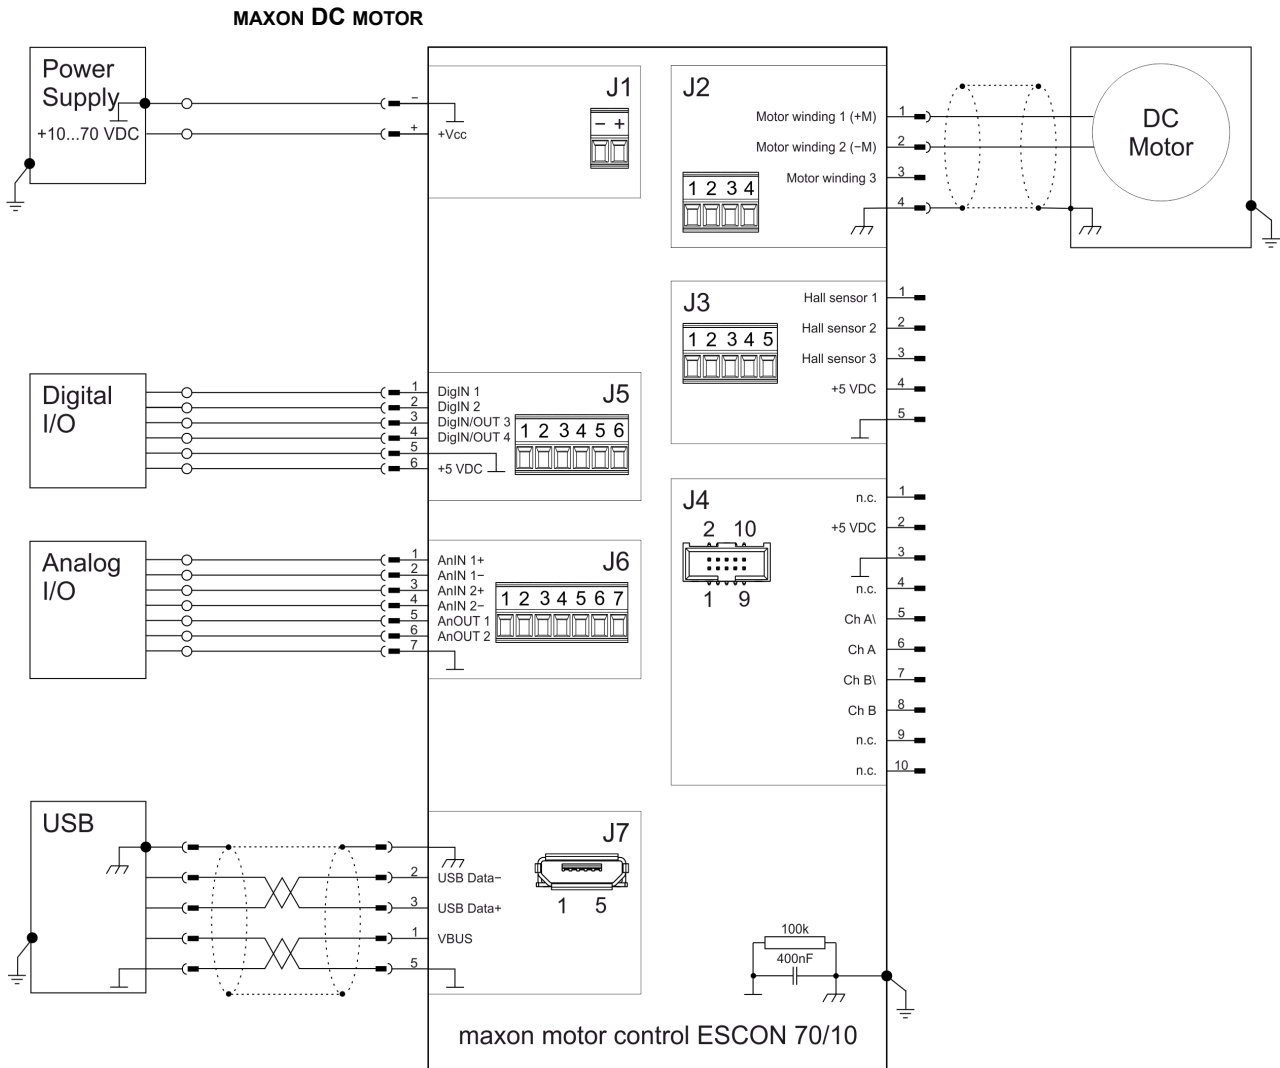 MAXON DC MOTOR
Power
Supply
+10...70 VDC
−
+
+Vcc
J1
− +
J2
Motor winding 1 (+M)
1
Motor winding 2 (−M)
2
Motor winding 3
3
4
1 2 3 4
DC
Motor
J3
Hall sensor 1
1
Hall sensor 2
2
Hall sensor 3
3
+5 VDC
4
5
1 2 3 4 5
Digital
I/O
1
DigIN 1
2
DigIN 2
3
DigIN/OUT 3
4
DigIN/OUT 4
5
6
+5 VDC
J5
1 2 3 4 5 6
J4
2 10
1 9
n.c.
1
+5 VDC
2
3
n.c.
4
Ch A\
5
Ch A
6
Ch B\
7
Ch B
8
n.c.
9
n.c.
10
Analog
I/O
1
AnIN 1+
2
AnIN 1−
3
AnIN 2+
4
AnIN 2−
5
AnOUT 1
6
AnOUT 2
7
J6
1 2 3 4 5 6 7
USB
2
USB Data−
3
USB Data+
1
VBUS
5
J7
1 5
100k
400nF
maxon motor control ESCON 70/10